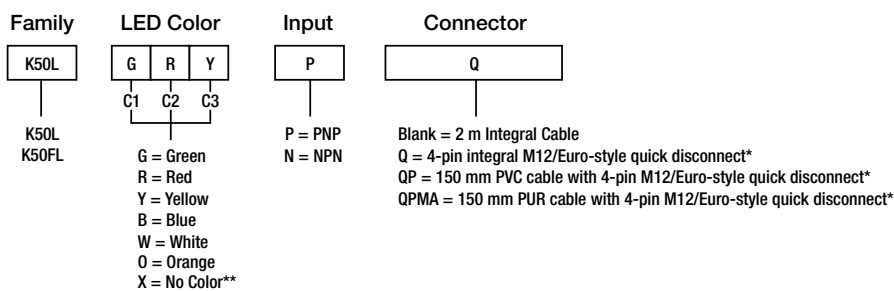 Family LED Color Input Connector
K50L G R Y P Q
C1 C2 C3
K50L
K50FL
G = Green
R = Red
Y = Yellow
B = Blue
W = White
O = Orange
X = No Color**
P = PNP
N = NPN
Blank = 2 m Integral Cable
Q = 4-pin integral M12/Euro-style quick disconnect*
QP = 150 mm PVC cable with 4-pin M12/Euro-style quick disconnect*
QPMA = 150 mm PUR cable with 4-pin M12/Euro-style quick disconnect*